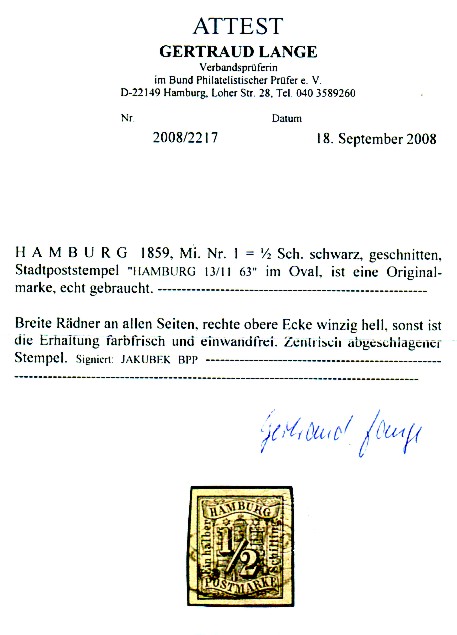 ATTEST
GERTRAUD LANGE
Verbandsprüferin
im Bund Philatelistischer Prüfer e. V.
D-22149 Hamburg, Loher Str. 28, Tel. 040 3589260
Nr. Datum
2008/2217 18. September 2008
H A M B U R G 1859, Mi. Nr. 1 = ½ Sch. schwarz, geschnitten,
Stadtpoststempel "HAMBURG 13/11 63" im Oval, ist eine Original-
marke, echt gebraucht. ----------------------------------------------------
Breite Rädner an allen Seiten, rechte obere Ecke winzig hell, sonst ist
die Erhaltung farbfrisch und einwandfrei. Zentrisch abgeschlagener
Stempel. Signiert: JAKUBEK BPP ----------------------------------------------
--------------------------------------------------------------------------------
Gertraud Lange
HAMBURG
Ein halber
1/2
Schilling
POSTMARKE